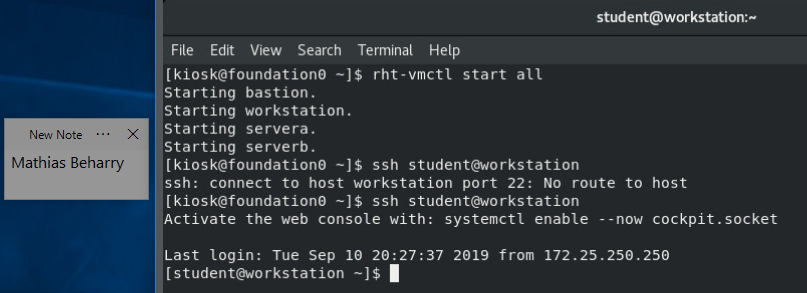 New Note ... ×
Mathias Beharry
student@workstation:~
File Edit View Search Terminal Help
[kiosk@foundation0 ~]$ rht-vmctl start all
Starting bastion.
Starting workstation.
Starting servera.
Starting serverb.
[kiosk@foundation0 ~]$ ssh student@workstation
ssh: connect to host workstation port 22: No route to host
[kiosk@foundation0 ~]$ ssh student@workstation
Activate the web console with: systemctl enable --now cockpit.socket
Last login: Tue Sep 10 20:27:37 2019 from 172.25.250.250
[student@workstation ~]$